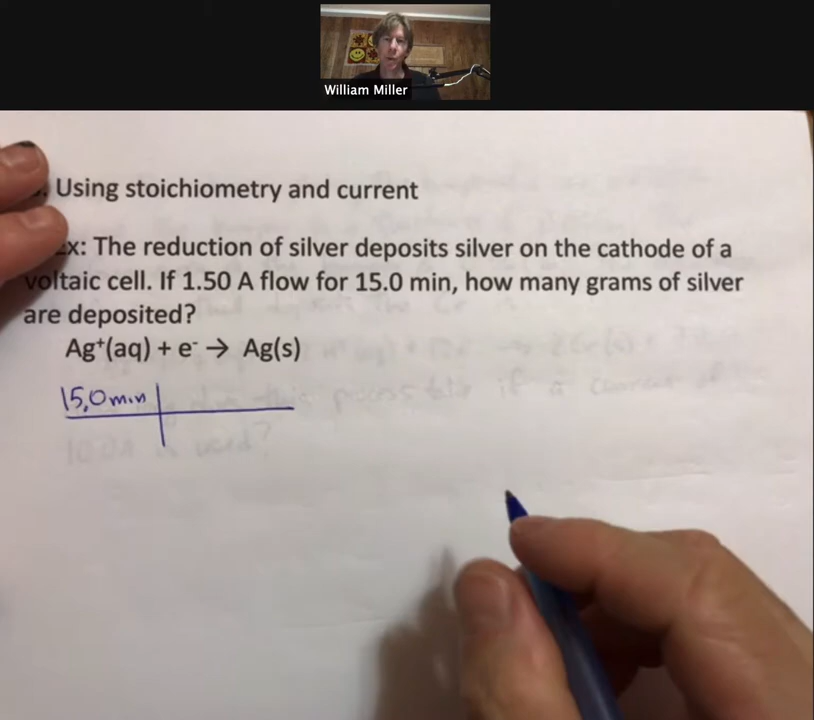 William Miller
Using stoichiometry and current
Ex: The reduction of silver deposits silver on the cathode of a
voltaic cell. If 1.50 A flow for 15.0 min, how many grams of silver
are deposited?
Ag⁺(aq) + e⁻ → Ag(s)
15.0 min